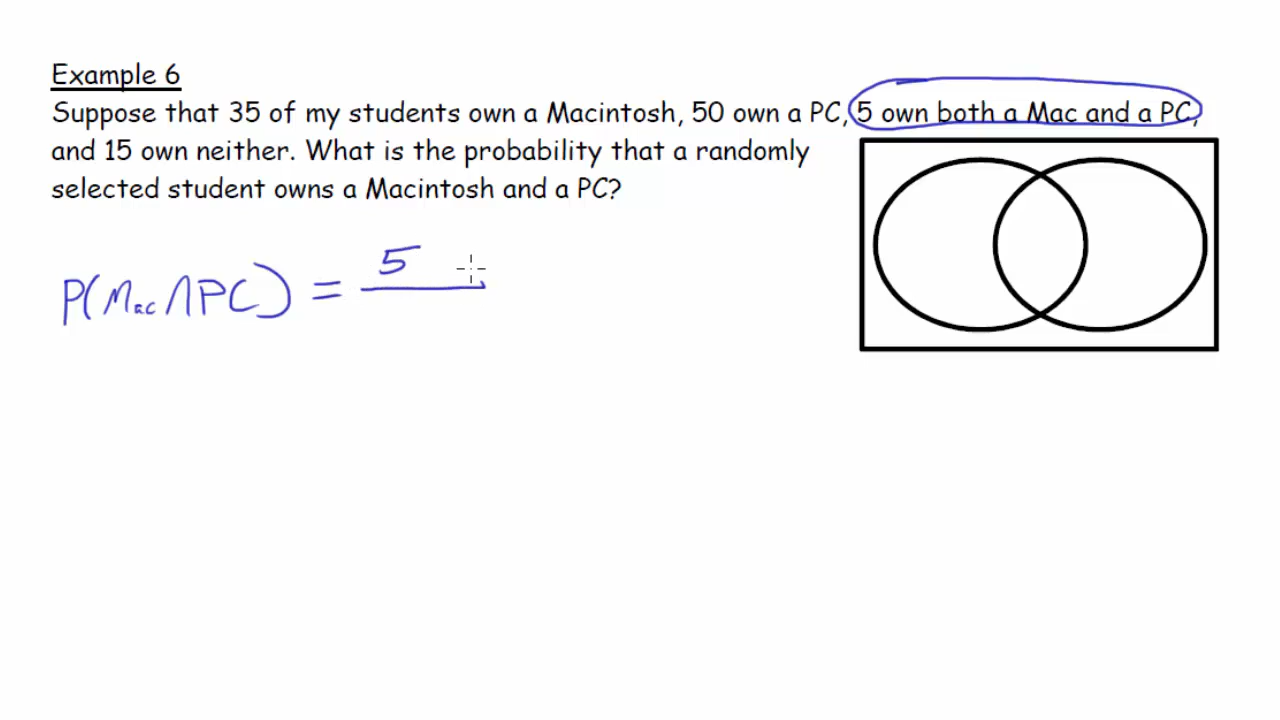 Example 6
Suppose that 35 of my students own a Macintosh, 50 own a PC, 5 own both a Mac and a PC,
and 15 own neither. What is the probability that a randomly
selected student owns a Macintosh and a PC?
P(Mac ∩ PC) = 5